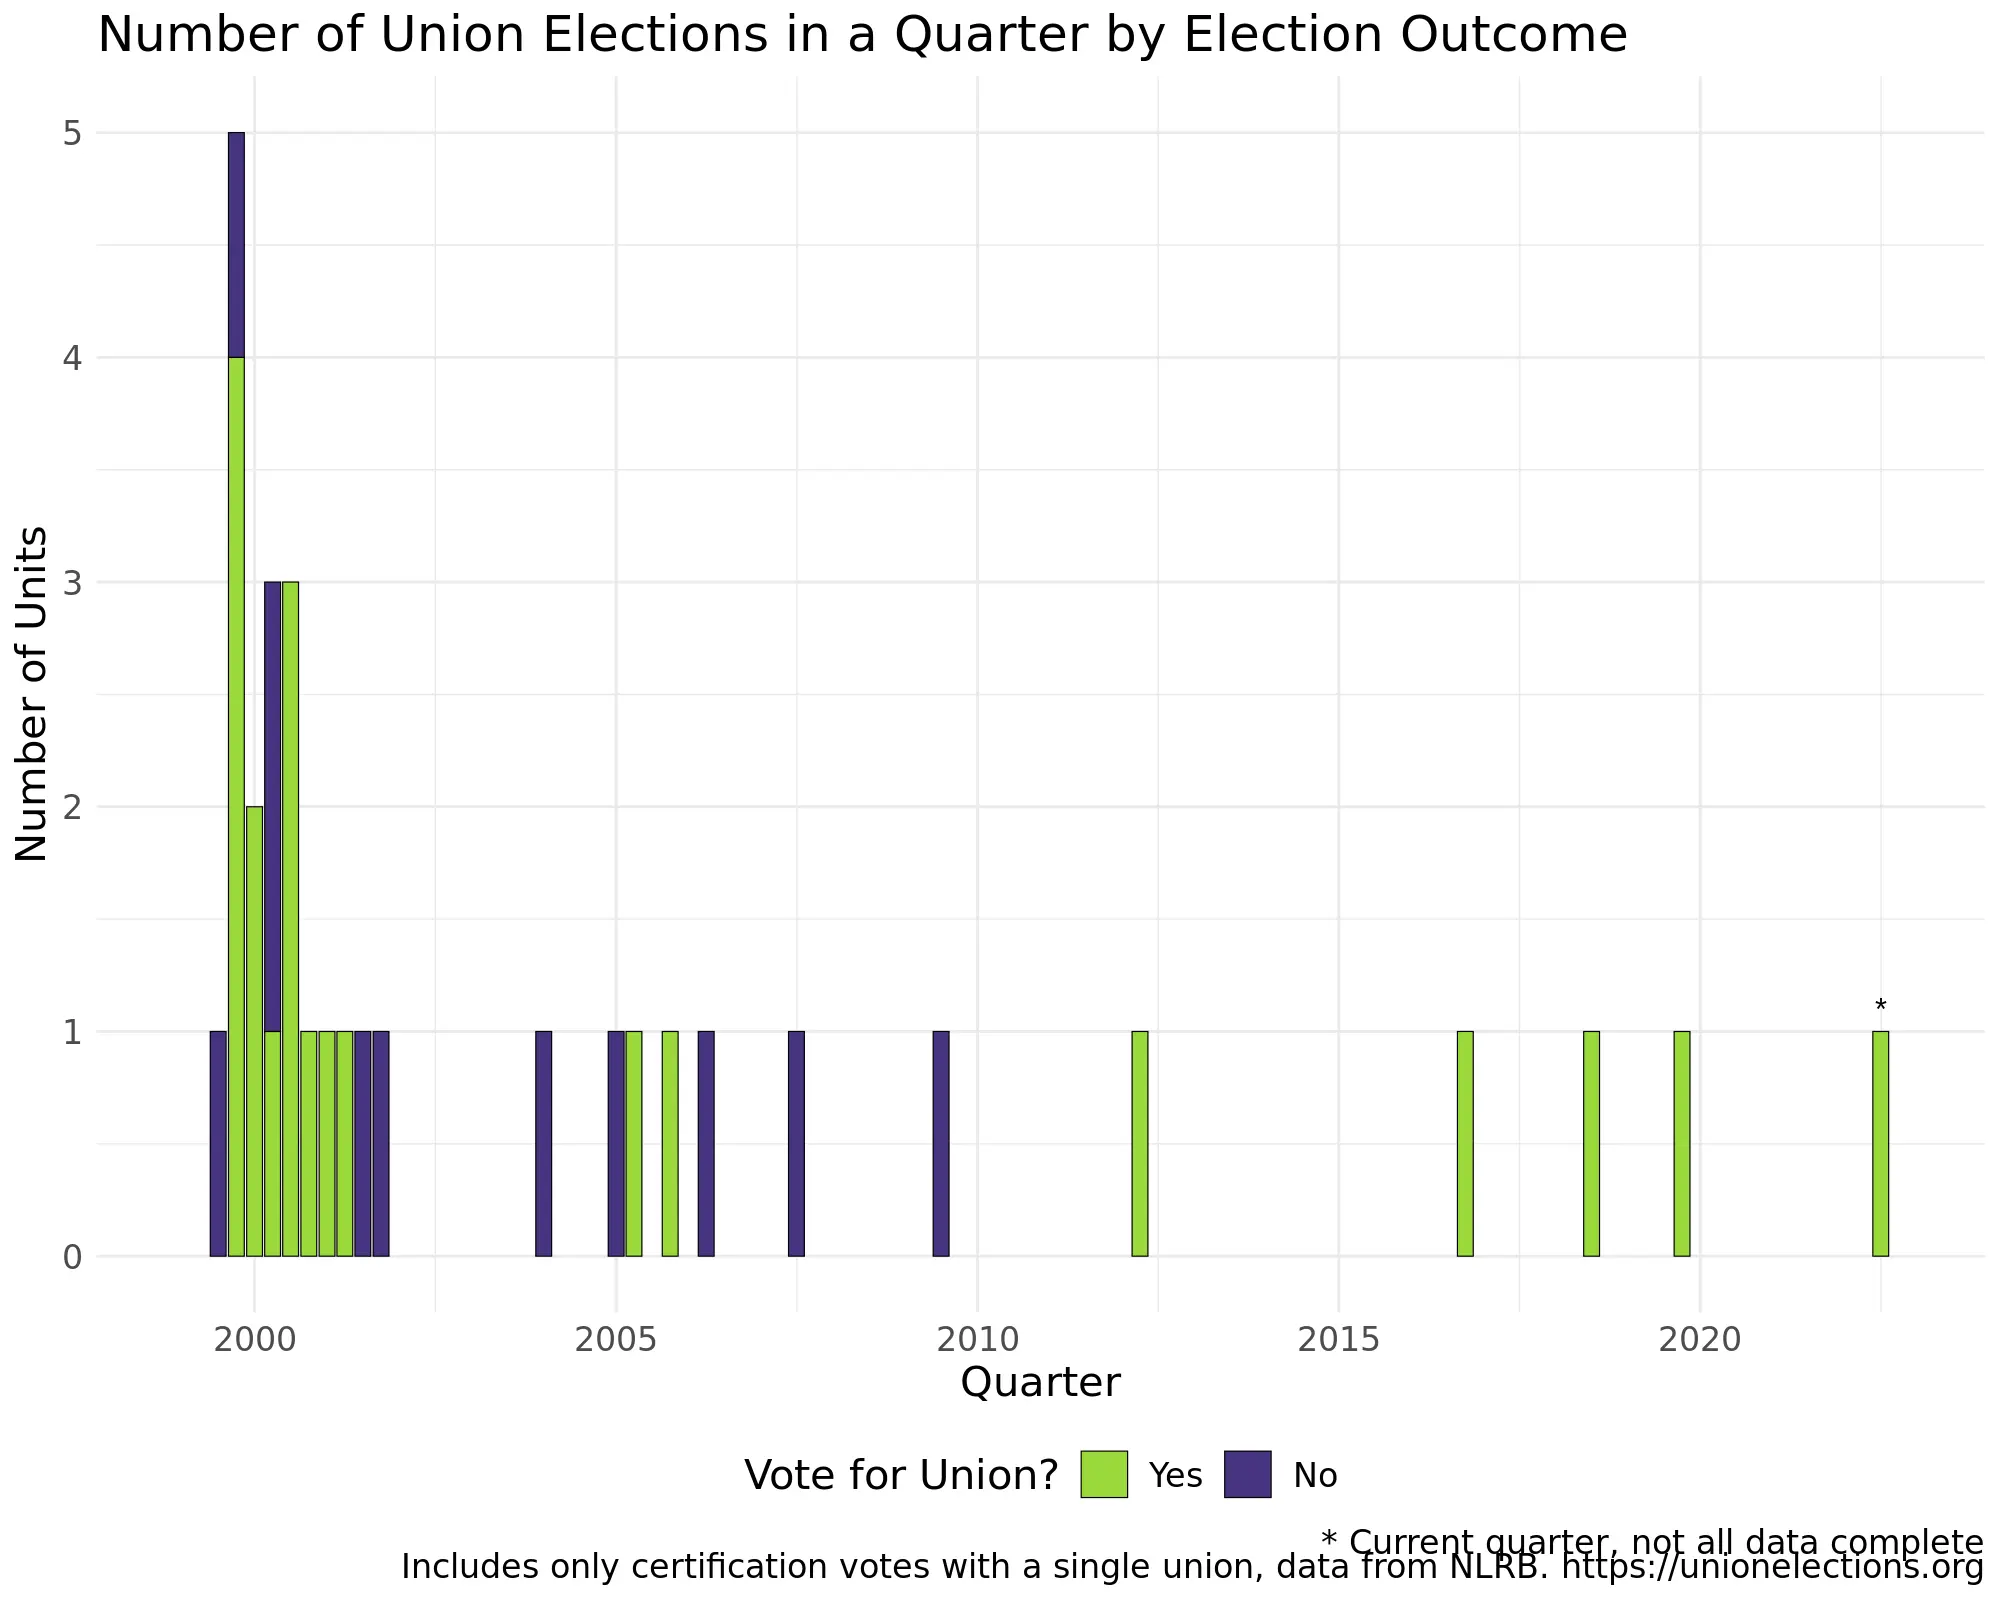 Number of Union Elections in a Quarter by Election Outcome
Number of Units
5
4
3
2
1
0
*
2000 2005 2010 2015 2020
Quarter
Vote for Union? Yes No
* Current quarter, not all data complete
Includes only certification votes with a single union, data from NLRB. https://unionelections.org